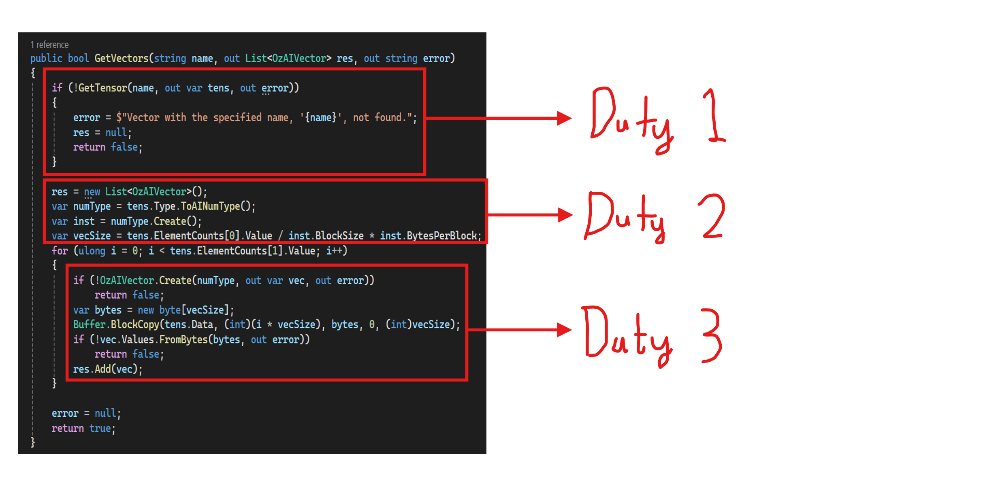 1 reference
public bool GetVectors(string name, out List<OzAIVector> res, out string error)
{
if (!GetTensor(name, out var tens, out error))
{
error = $"Vector with the specified name, '{name}', not found.";
res = null;
return false;
}
Duty 1
res = new List<OzAIVector>();
var numType = tens.Type.ToAINumType();
var inst = numType.Create();
var vecSize = tens.ElementCounts[0].Value / inst.BlockSize * inst.BytesPerBlock;
Duty 2
for (ulong i = 0; i < tens.ElementCounts[1].Value; i++)
{
if (!OzAIVector.Create(numType, out var vec, out error))
return false;
var bytes = new byte[vecSize];
Buffer.BlockCopy(tens.Data, (int)(i * vecSize), bytes, 0, (int)vecSize);
if (!vec.Values.FromBytes(bytes, out error))
return false;
res.Add(vec);
Duty 3
}
error = null;
return true;
}